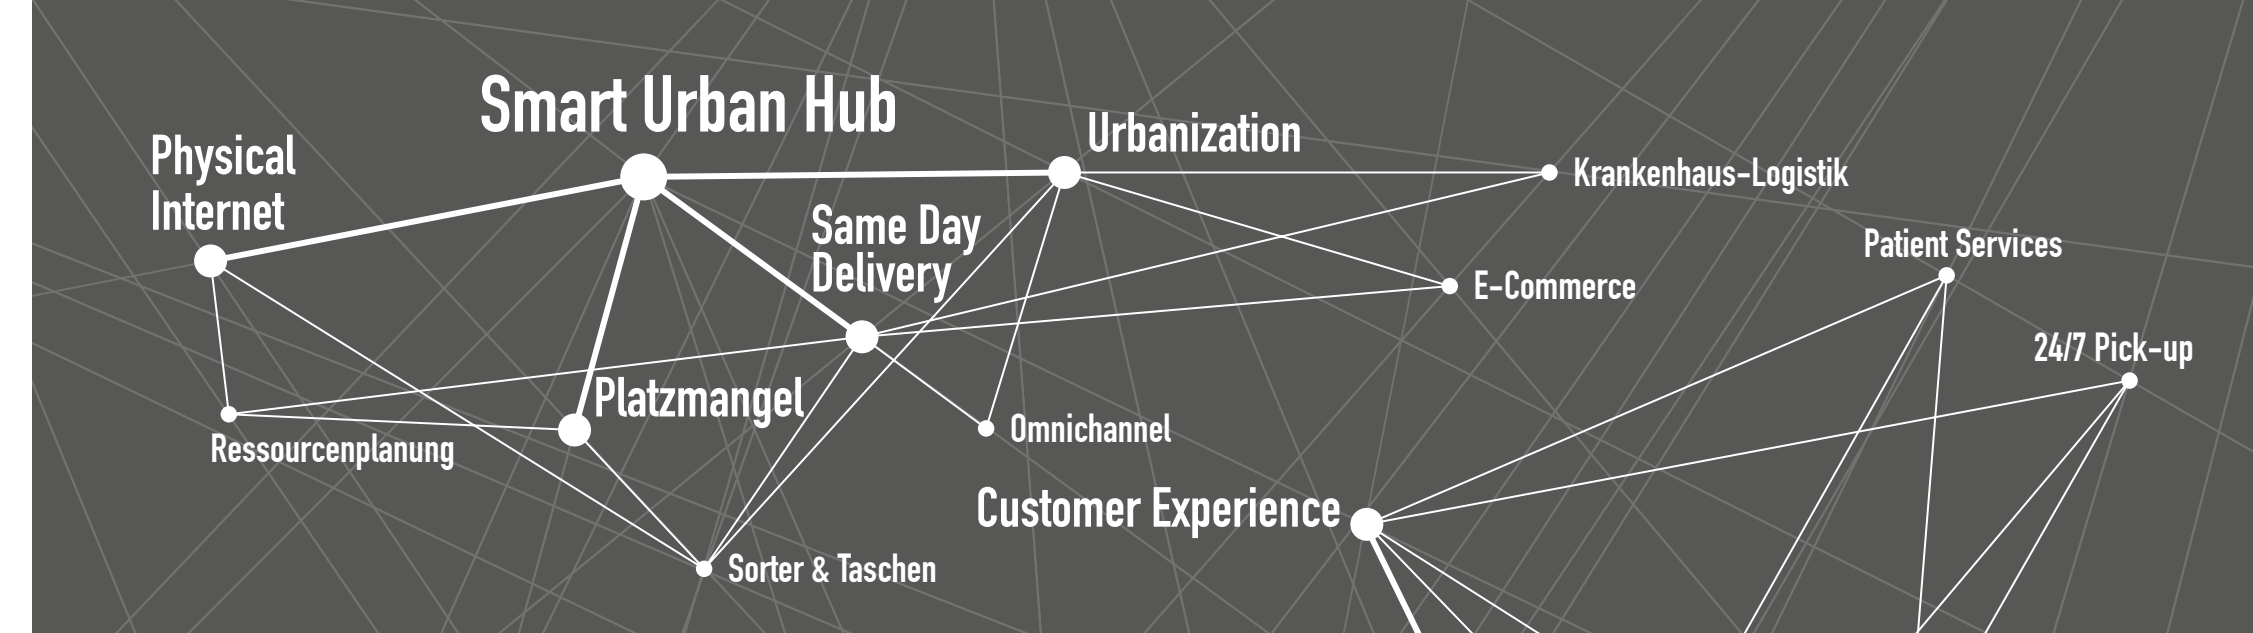 Smart Urban Hub
Physical
Internet
Urbanization
Krankenhaus-Logistik
Same Day
Delivery
Patient Services
E-Commerce
24/7 Pick-up
Platzmangel
Omnichannel
Ressourcenplanung
Customer Experience
Sorter & Taschen